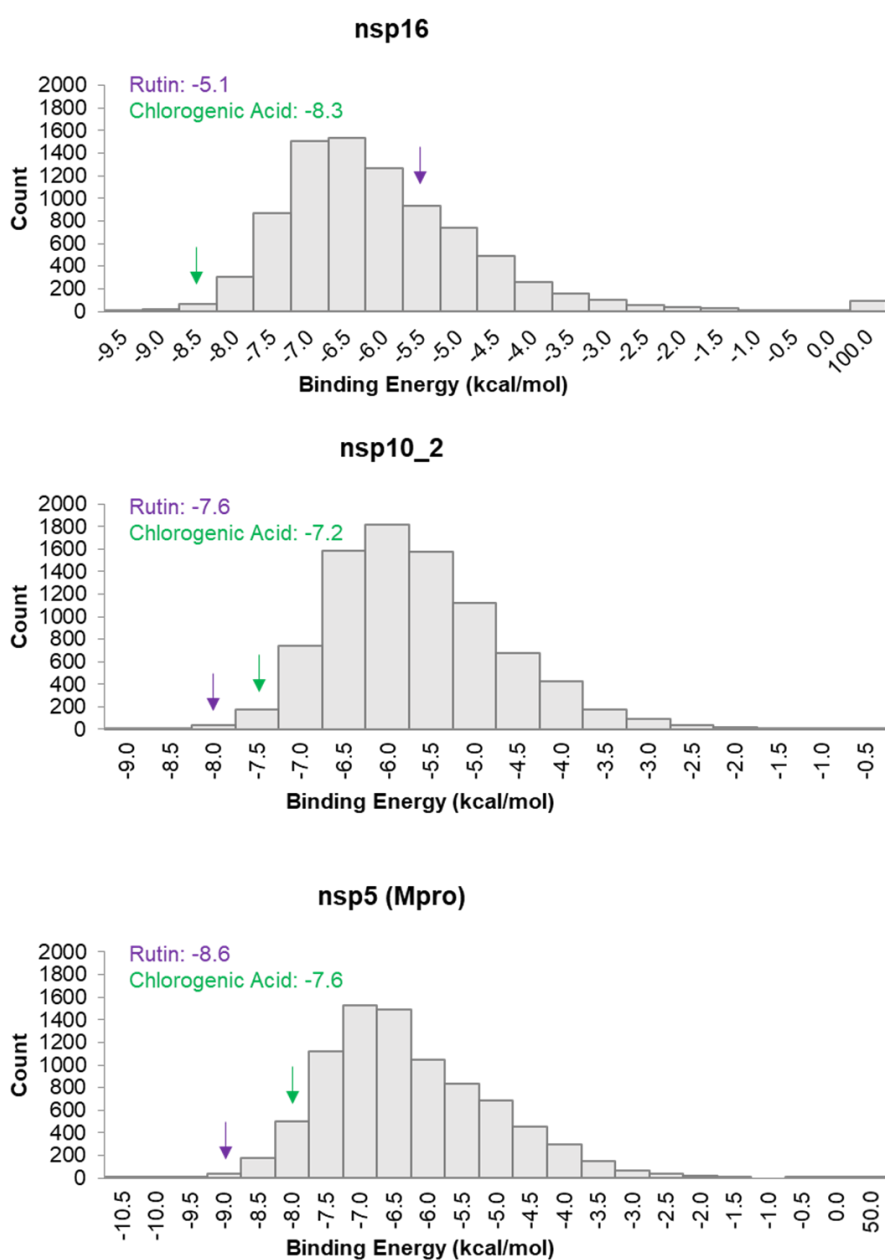 nsp16
Rutin: -5.1
Chlorogenic Acid: -8.3
2000
1800
1600
1400
1200
1000
800
600
400
200
0
Count
-9.5 -9.0 -8.5 -8.0 -7.5 -7.0 -6.5 -6.0 -5.5 -5.0 -4.5 -4.0 -3.5 -3.0 -2.5 -2.0 -1.5 -1.0 -0.5 0.0 100.0
Binding Energy (kcal/mol)
nsp10_2
Rutin: -7.6
Chlorogenic Acid: -7.2
2000
1800
1600
1400
1200
1000
800
600
400
200
0
Count
-9.0 -8.5 -8.0 -7.5 -7.0 -6.5 -6.0 -5.5 -5.0 -4.5 -4.0 -3.5 -3.0 -2.5 -2.0 -1.5 -1.0 -0.5
Binding Energy (kcal/mol)
nsp5 (Mpro)
Rutin: -8.6
Chlorogenic Acid: -7.6
2000
1800
1600
1400
1200
1000
800
600
400
200
0
Count
-10.5 -10.0 -9.5 -9.0 -8.5 -8.0 -7.5 -7.0 -6.5 -6.0 -5.5 -5.0 -4.5 -4.0 -3.5 -3.0 -2.5 -2.0 -1.5 -1.0 -0.5 0.0 50.0
Binding Energy (kcal/mol)